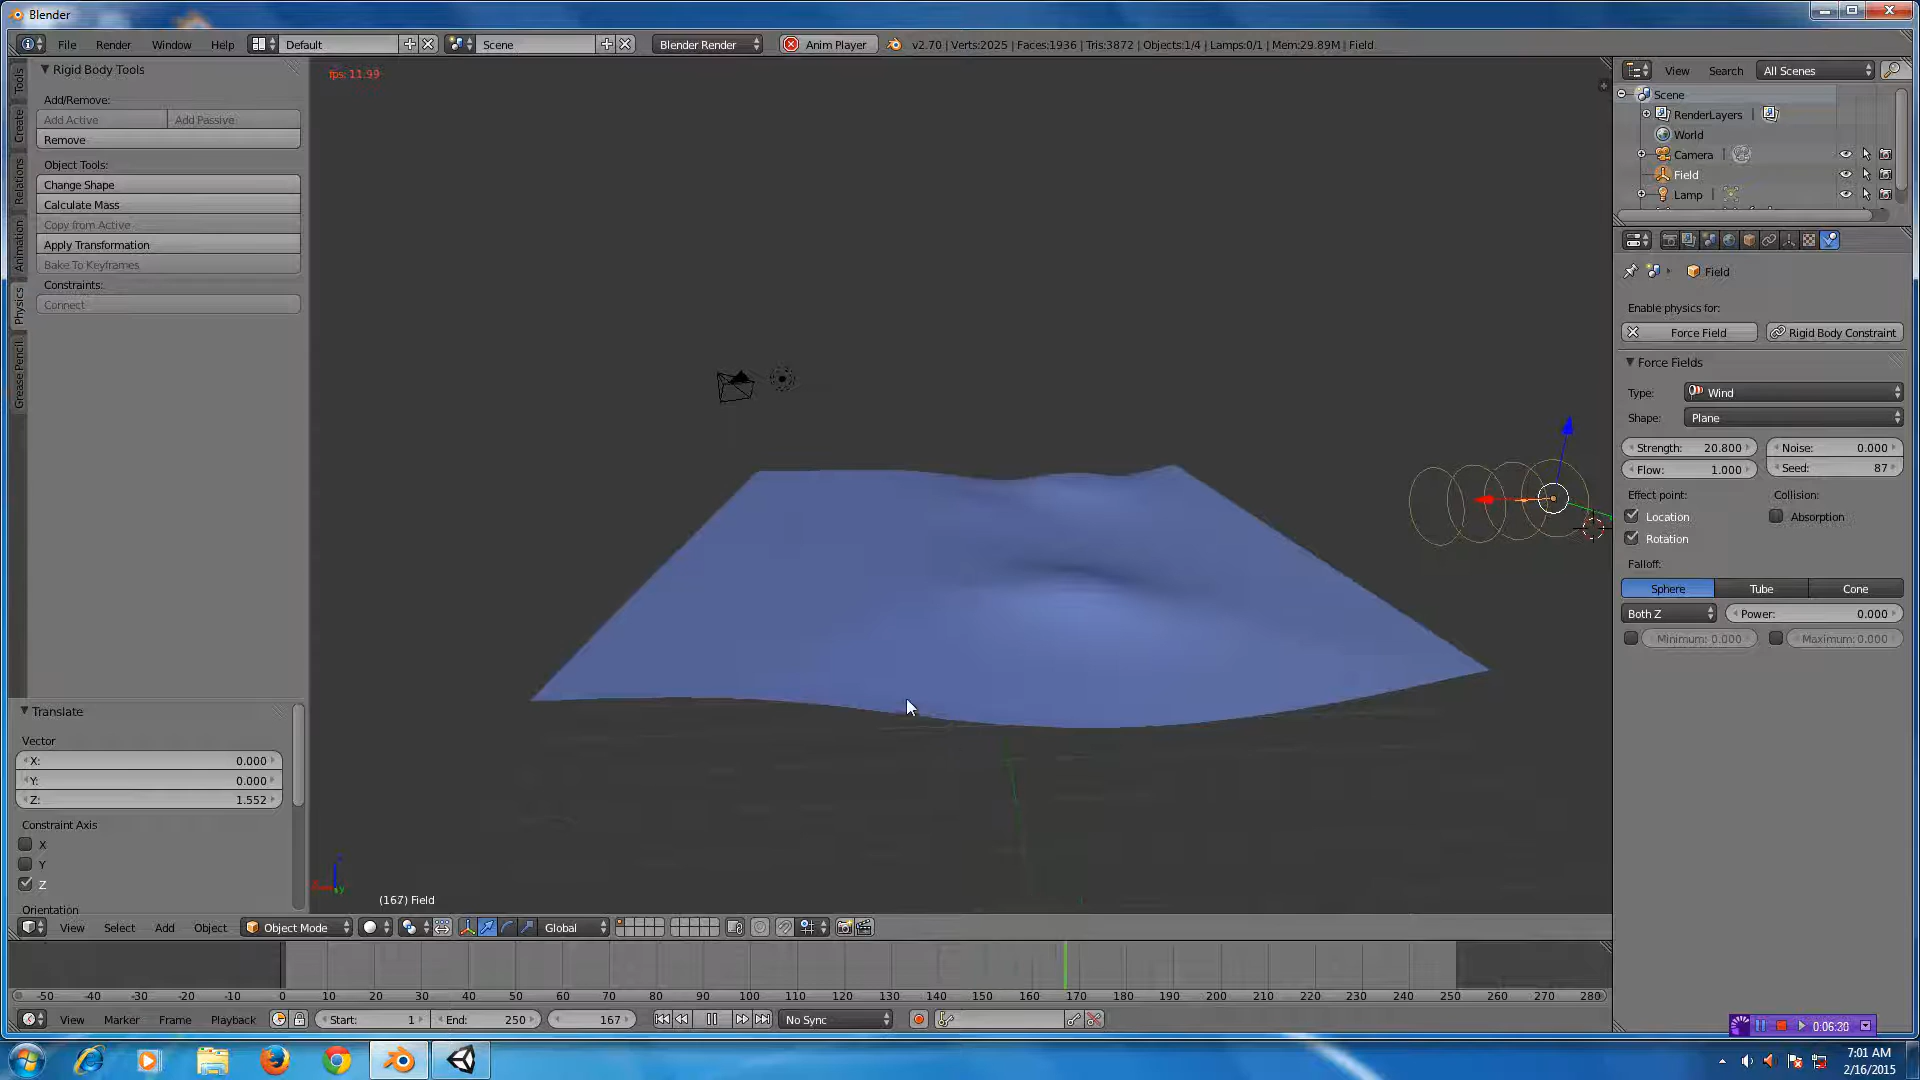 Blender
File Render Window Help Default Scene Blender Render Anim Player v2.70 | Verts:2025 | Faces:1936 | Tris:3872 | Objects:1/4 | Lamps:0/1 | Mem:29.89M | Field
Rigid Body Tools
Add/Remove:
Add Active Add Passive
Remove
Object Tools:
Change Shape
Calculate Mass
Copy from Active
Apply Transformation
Bake To Keyframes
Constraints:
Connect
Tools
Create
Relations
Animation
Physics
Grease Pencil
Translate
Vector
X: 0.000
Y: 0.000
Z: 1.552
Constraint Axis
X
Y
Z
Orientation
fps: 11.99
(167) Field
View Select Add Object Object Mode Global
-50 -40 -30 -20 -10 0 10 20 30 40 50 60 70 80 90 100 110 120 130 140 150 160 170 180 190 200 210 220 230 240 250 260 270 280
View Marker Frame Playback Start: 1 End: 250 167 No Sync
View Search All Scenes
Scene
RenderLayers |
World
Camera |
Field
Lamp |
Field
Enable physics for:
Force Field Rigid Body Constraint
Force Fields
Type: Wind
Shape: Plane
Strength: 20.800 Noise: 0.000
Flow: 1.000 Seed: 87
Effect point: Collision:
Location Absorption
Rotation
Falloff:
Sphere Tube Cone
Both Z Power: 0.000
Minimum: 0.000 Maximum: 0.000
0:06:20
7:01 AM
2/16/2015